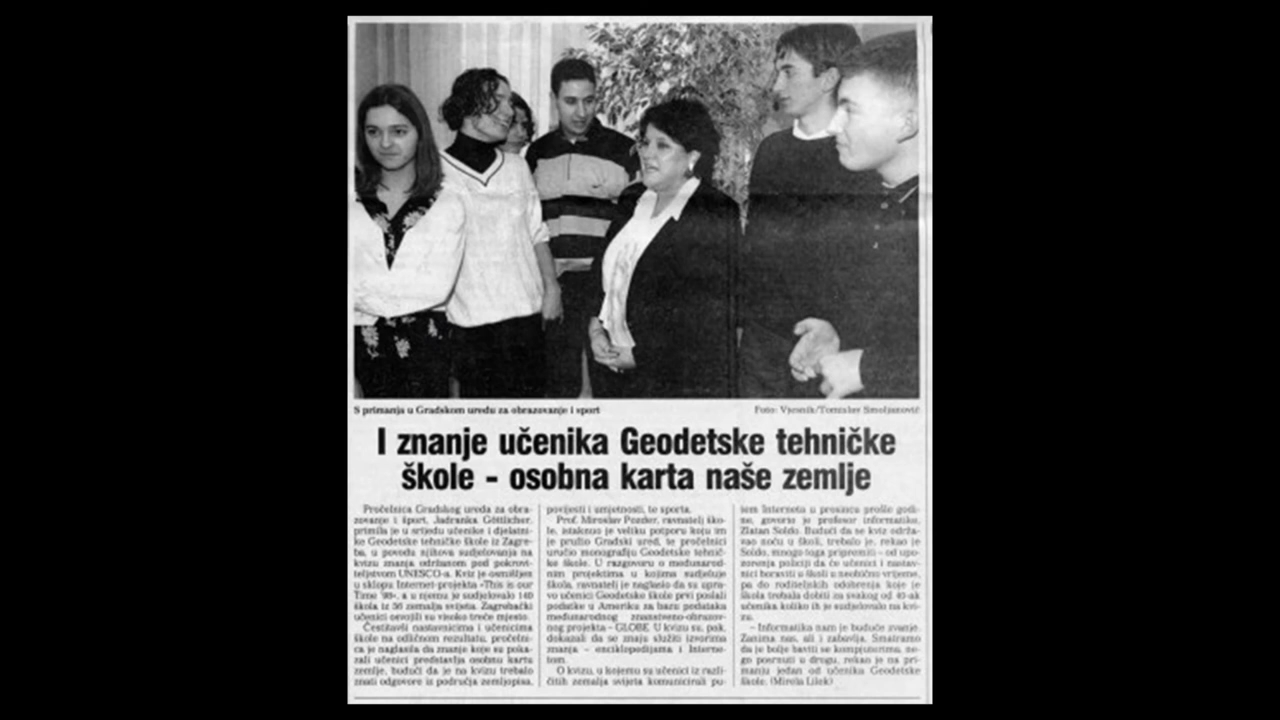 S primanja u Gradskom uredu za obrazovanje i sport
Foto: Vjesnik/Tomislav Smoljanović
I znanje učenika Geodetske tehničke
škole - osobna karta naše zemlje
Pročelnica Gradskog ureda za obra-
zovanje i šport, Jadranka Göttlicher,
primila je u srijedu učenike i djelatni-
ke Geodetske tehničke škole iz Zagre-
ba, u povodu njihova sudjelovanja na
kvizu znanja održanom pod pokrovi-
teljstvom UNESCO-a. Kviz je osmišljen
u sklopu Internet-projekta »This is our
Time '98«, a u njemu je sudjelovalo 140
škola iz 56 zemalja svijeta. Zagrebački
učenici osvojili su visoko treće mjesto.
Čestitavši nastavnicima i učenicima
škole na odličnom rezultatu, pročelni-
ca je naglasila da znanje koje su poka-
zali učenici predstavlja osobnu kartu
zemlje, budući da je na kvizu trebalo
znati odgovore iz područja zemljopisa,
povijesti i umjetnosti, te sporta.
Prof. Miroslav Pozder, ravnatelj ško-
le, istaknuo je veliku potporu koju im
je pružio Gradski ured, te pročelnici
uručio monografiju Geodetske tehnič-
ke škole. U razgovoru o međunarod-
nim projektima u kojima sudjeluje
škola, ravnatelj je naglasio da su upra-
vo učenici Geodetske škole prvi poslali
podatke u Ameriku za bazu podataka
međunarodnog znanstveno-obrazov-
nog projekta – GLOBE. U kvizu su, pak,
dokazali da se znaju služiti izvorima
znanja – enciklopedijama i Interne-
tom.
O kvizu, u kojemu su učenici iz razli-
čitih zemalja svijeta komunicirali pu-
tem Interneta u prosincu prošle godi-
ne, govorio je profesor informatike,
Zlatan Soldo. Budući da se kviz održa-
vao noću u školi, trebalo je, rekao je
Soldo, mnogo toga pripremiti – od upo-
zorenja policiji da će učenici i nastav-
nici boraviti u školi u neobično vrijeme,
pa do roditeljskih odobrenja koje je
škola trebala dobiti za svakog od 40-ak
učenika koliko ih je sudjelovalo na kvi-
zu.
– Informatika nam je buduće zvanje.
Zanima nas, ali i zabavlja. Smatramo
da je bolje baviti se kompjutorima, ne-
go posrnuti u drogu, rekao je na pri-
manju jedan od učenika Geodetske
škole. (Mirela Lilek)